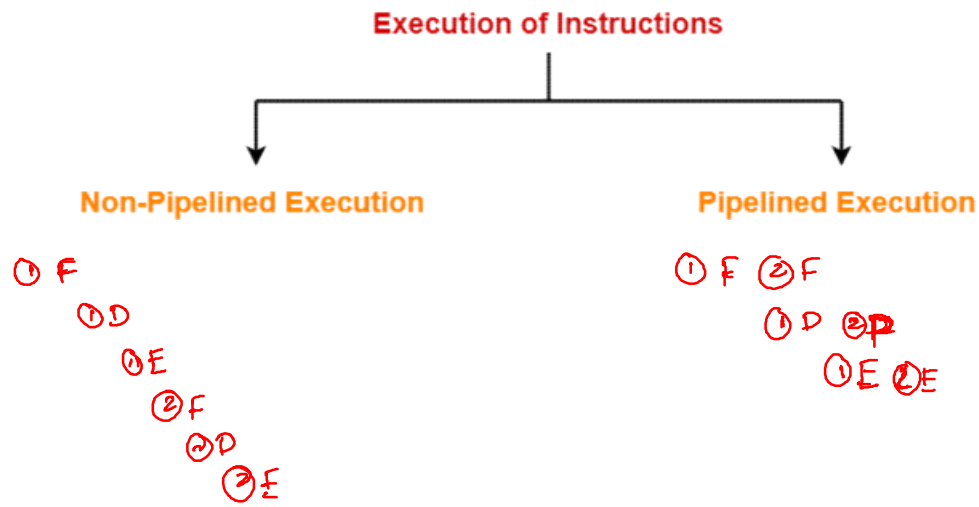 Execution of Instructions
Non-Pipelined Execution
Pipelined Execution
① F
① D
① E
② F
② D
② E
① F ② F
① D ② D
① E ② E